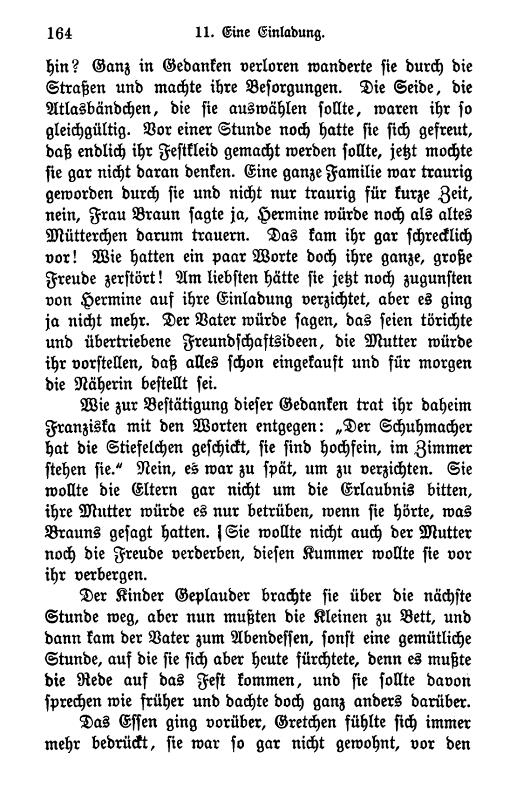 164 11. Eine Einladung.
hin? Ganz in Gedanken verloren wanderte sie durch die
Straßen und machte ihre Besorgungen. Die Seide, die
Atlasbändchen, die sie auswählen sollte, waren ihr so
gleichgültig. Vor einer Stunde noch hatte sie sich gefreut,
daß endlich ihr Festkleid gemacht werden sollte, jetzt mochte
sie gar nicht daran denken. Eine ganze Familie war traurig
geworden durch sie und nicht nur traurig für kurze Zeit,
nein, Frau Braun sagte ja, Hermine würde noch als altes
Mütterchen darum trauern. Das kam ihr gar schrecklich
vor! Wie hatten ein paar Worte doch ihre ganze, große
Freude zerstört! Am liebsten hätte sie jetzt noch zugunsten
von Hermine auf ihre Einladung verzichtet, aber es ging
ja nicht mehr. Der Vater würde sagen, das seien törichte
und übertriebene Freundschaftsideen, die Mutter würde
ihr vorstellen, daß alles schon eingekauft und für morgen
die Näherin bestellt sei.
Wie zur Bestätigung dieser Gedanken trat ihr daheim
Franziska mit den Worten entgegen: „Der Schuhmacher
hat die Stiefelchen geschickt, sie sind hochfein, im Zimmer
stehen sie.“ Nein, es war zu spät, um zu verzichten. Sie
wollte die Eltern gar nicht um die Erlaubnis bitten,
ihre Mutter würde es nur betrüben, wenn sie hörte, was
Brauns gesagt hatten. Sie wollte nicht auch der Mutter
noch die Freude verderben, diesen Kummer wollte sie vor
ihr verbergen.
Der Kinder Geplauder brachte sie über die nächste
Stunde weg, aber nun mußten die Kleinen zu Bett, und
dann kam der Vater zum Abendessen, sonst eine gemütliche
Stunde, auf die sie sich aber heute fürchtete, denn es mußte
die Rede auf das Fest kommen, und sie sollte davon
sprechen wie früher und dachte doch ganz anders darüber.
Das Essen ging vorüber, Gretchen fühlte sich immer
mehr bedrückt, sie war so gar nicht gewohnt, vor den